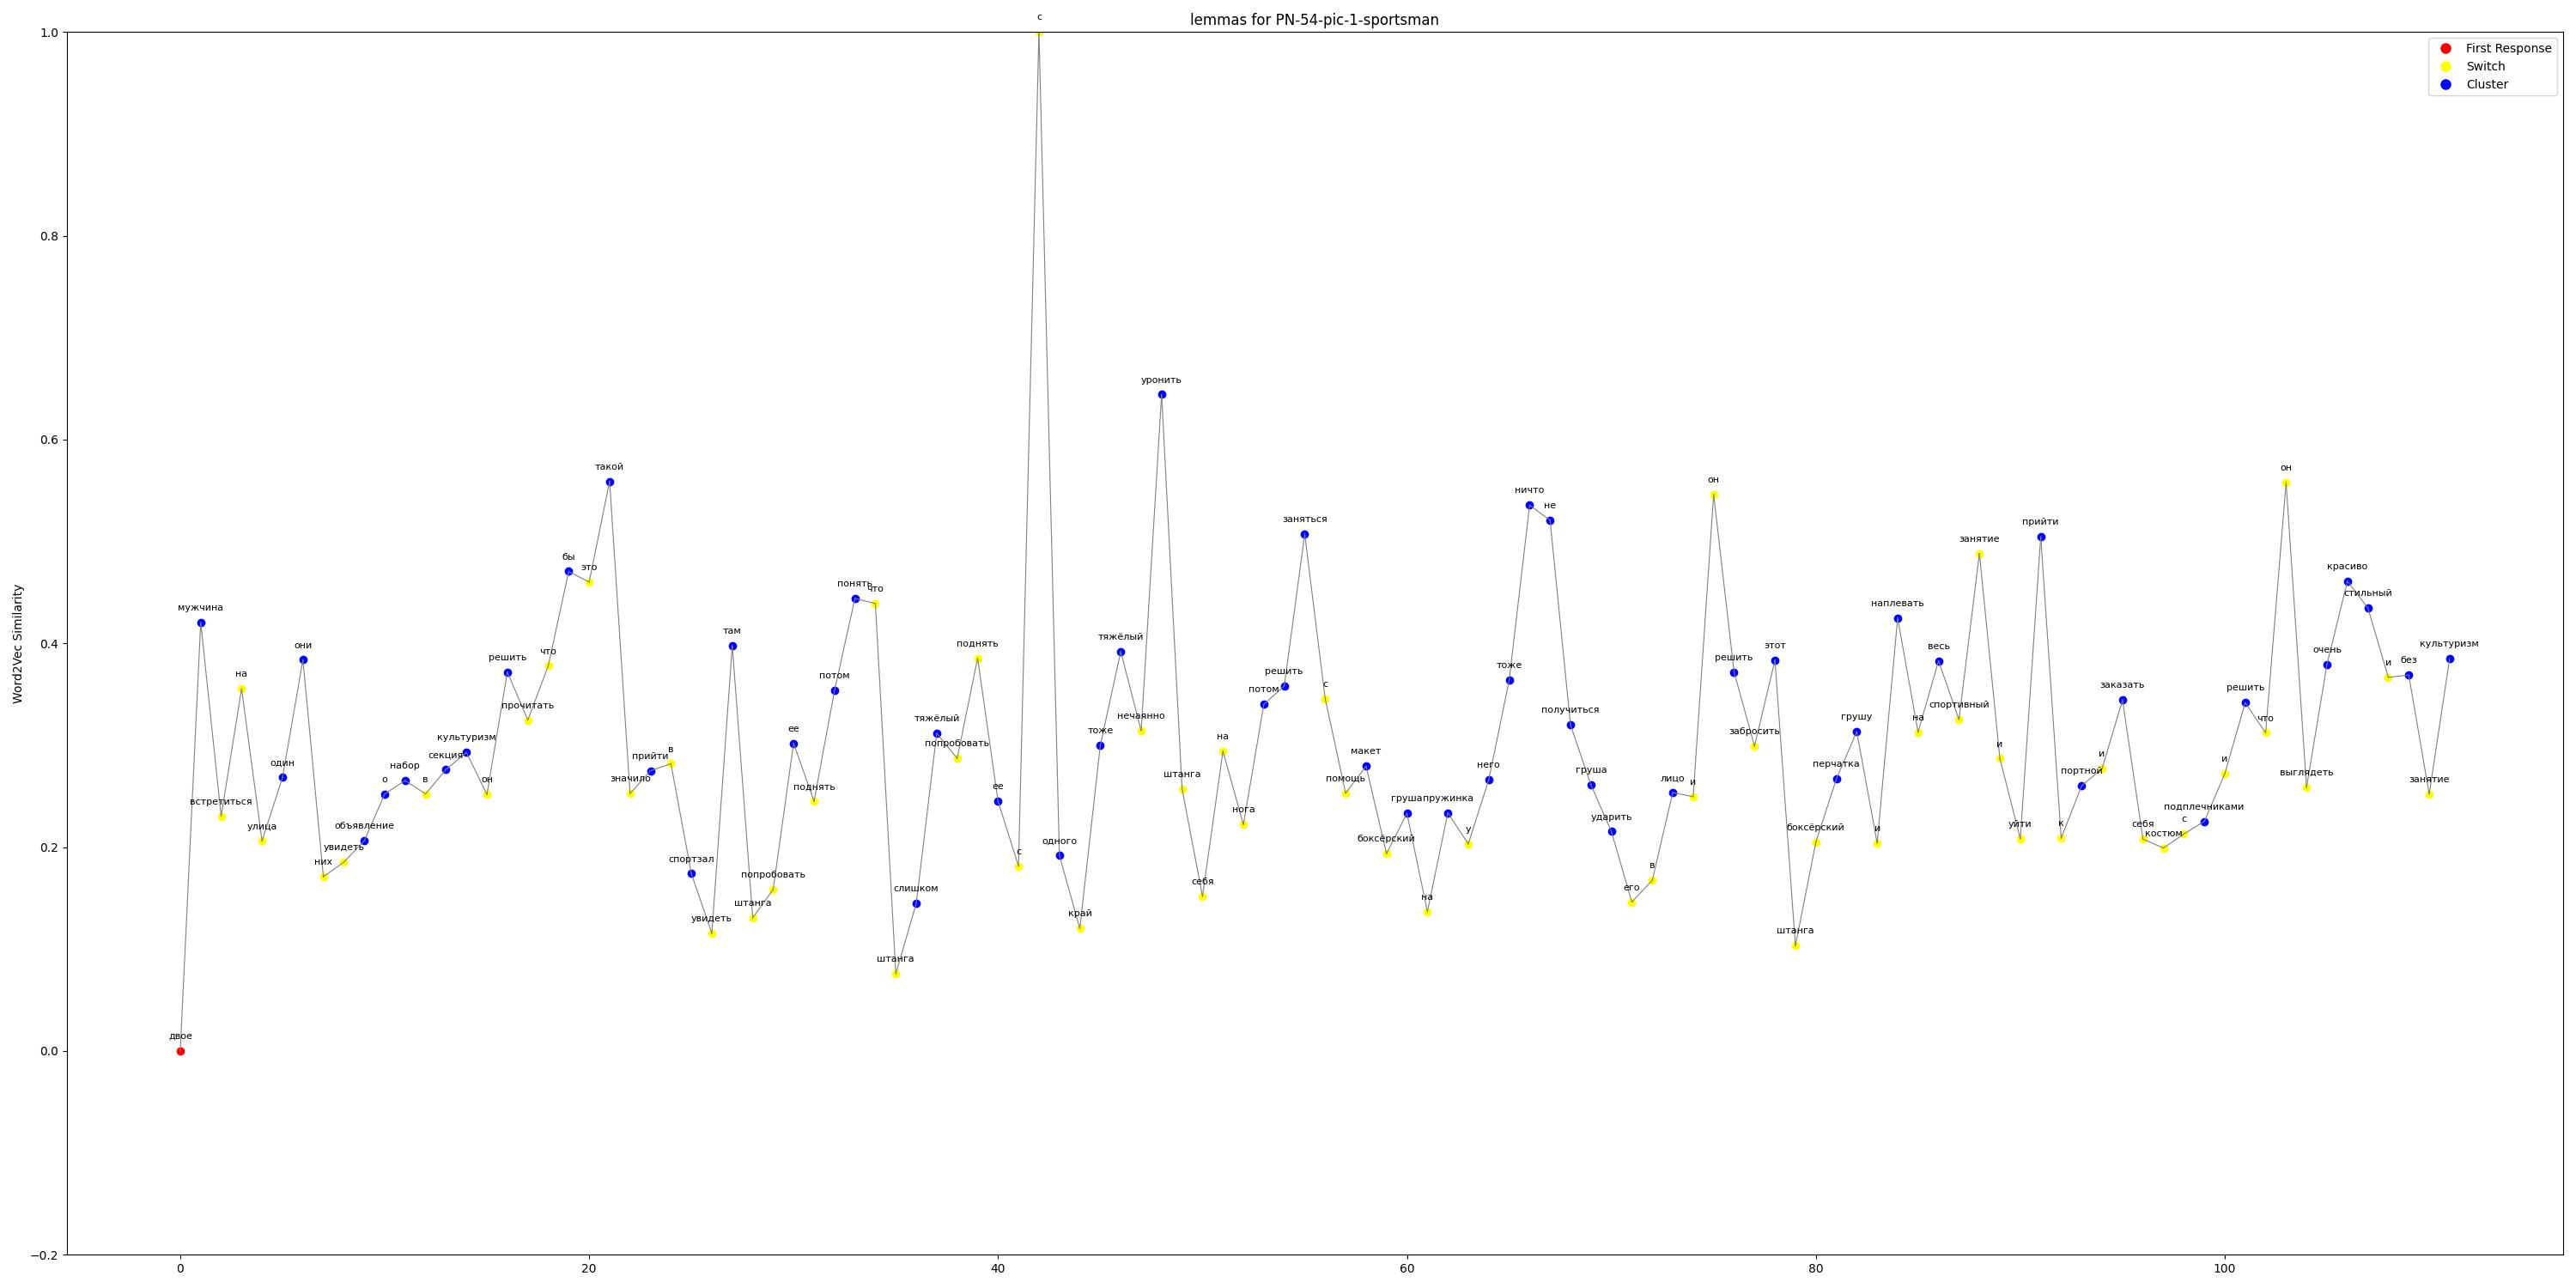 lemmas for PN-54-pic-1-sportsman
First Response
Switch
Cluster
Word2Vec Similarity
1.0
0.8
0.6
0.4
0.2
0.0
−0.2
0
20
40
60
80
100
двое
мужчина
встретиться
на
улица
один
они
них
увидеть
объявление
о
набор
в
секция
культуризм
он
решить
прочитать
что
бы
это
такой
значило
прийти
в
спортзал
увидеть
там
штанга
попробовать
ее
поднять
потом
понять
что
штанга
слишком
тяжёлый
попробовать
поднять
ее
с
с
одного
край
тоже
тяжёлый
нечаянно
уронить
штанга
себя
на
нога
потом
решить
заняться
с
помощь
макет
боксёрский
груша
на
пружинка
у
него
тоже
ничто
не
получиться
груша
ударить
его
в
лицо
и
он
решить
забросить
этот
штанга
боксёрский
перчатка
грушу
и
наплевать
на
весь
спортивный
занятие
и
уйти
прийти
к
портной
и
заказать
себя
костюм
с
подплечниками
и
решить
что
он
выглядеть
очень
красиво
стильный
и
без
занятие
культуризм